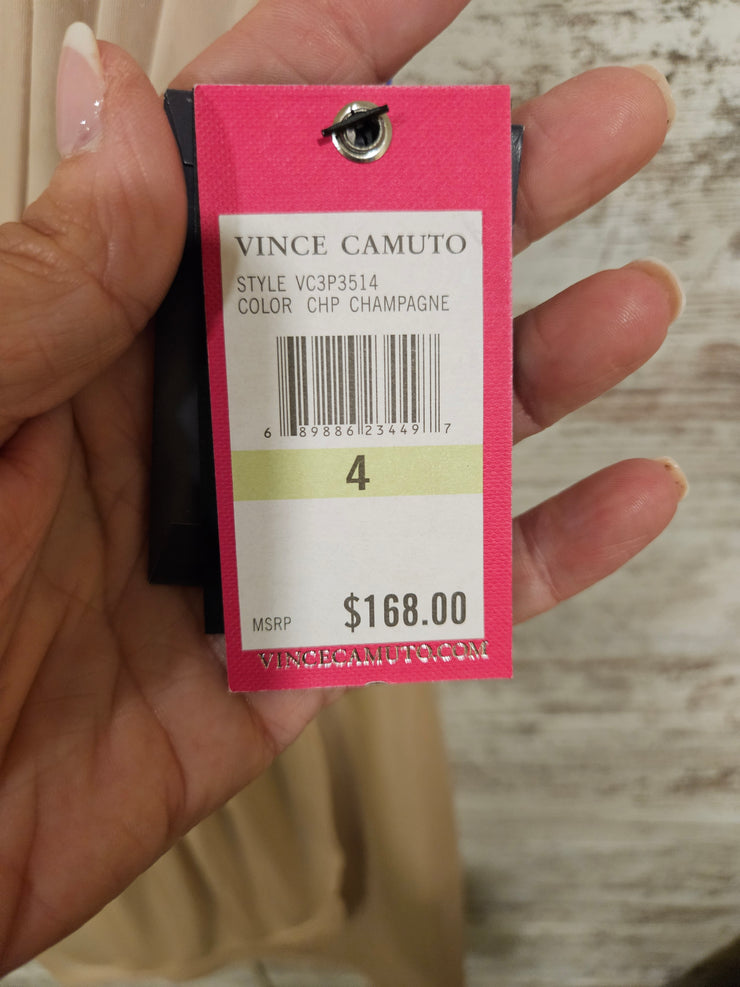 VINCE CAMUTO
STYLE VC3P3514
COLOR CHP CHAMPAGNE
6 89886 23449 7
4
MSRP $168.00
VINCECAMUTO.COM